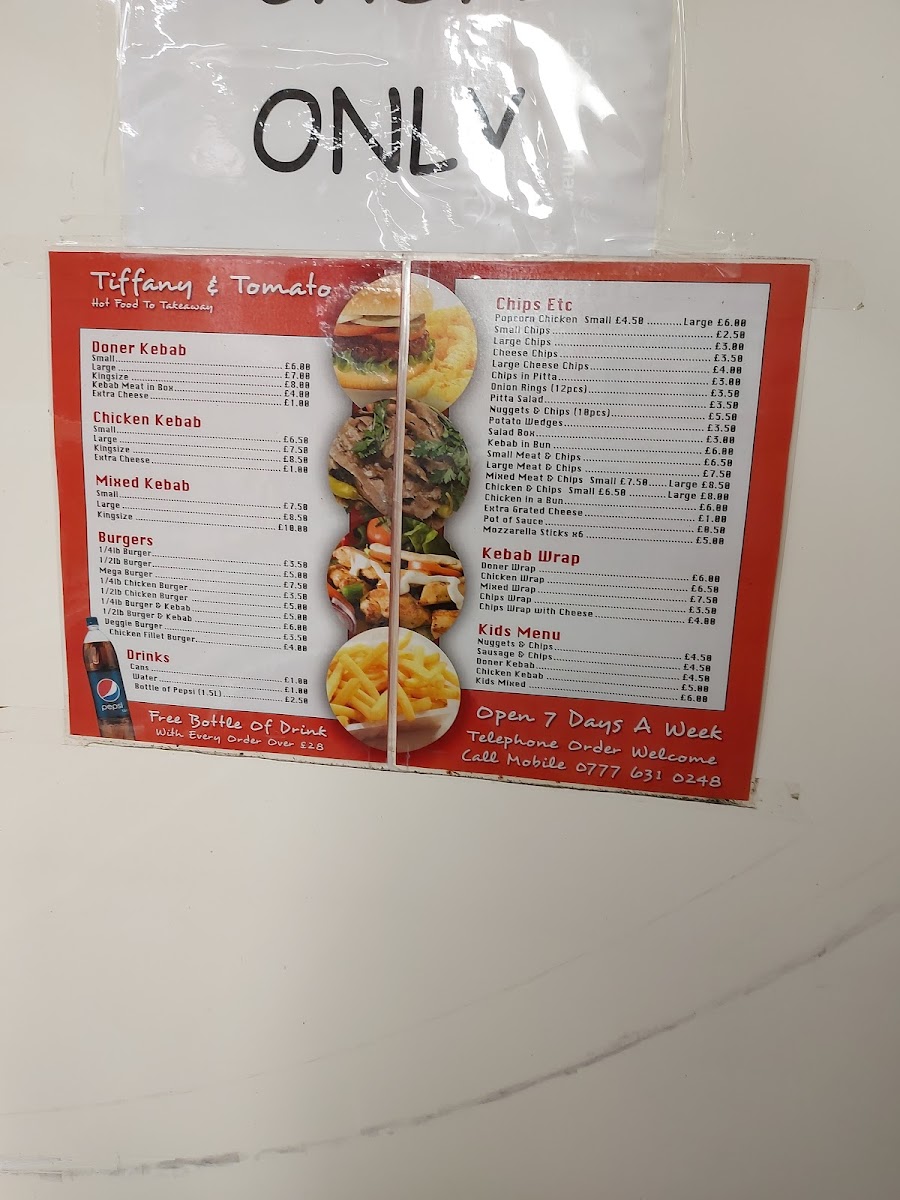 ONLY
Tiffany & Tomato
Hot Food To Takeaway
Doner Kebab
Small £6.00
Large £7.00
Kingsize £8.00
Kebab Meat in Box £4.00
Extra Cheese £1.00
Chicken Kebab
Small £6.50
Large £7.50
Kingsize £8.50
Extra Cheese £1.00
Mixed Kebab
Small £7.50
Large £8.50
Kingsize £10.00
Burgers
1/4lb Burger £3.50
1/2lb Burger £5.00
Mega Burger £7.50
1/4lb Chicken Burger £3.50
1/2lb Chicken Burger £5.00
1/4lb Burger & Kebab £5.00
1/2lb Burger & Kebab £6.00
Veggie Burger £3.50
Chicken Fillet Burger £4.00
Drinks
Cans £1.00
Water £1.00
Bottle of Pepsi (1.5L) £2.50
pepsi
Free Bottle Of Drink
With Every Order Over £28
Chips Etc
Popcorn Chicken Small £4.50 Large £6.00
Small Chips £2.50
Large Chips £3.00
Cheese Chips £3.50
Large Cheese Chips £4.00
Chips in Pitta £3.00
Onion Rings (12pcs) £3.50
Pitta Salad £3.50
Nuggets & Chips (10pcs) £5.50
Potato Wedges £3.50
Salad Box £3.00
Kebab in Bun £6.00
Small Meat & Chips £6.50
Large Meat & Chips £7.50
Mixed Meat & Chips Small £7.50 Large £8.50
Chicken & Chips Small £6.50 Large £8.00
Chicken in a Bun £6.00
Extra Grated Cheese £1.00
Pot of Sauce £0.50
Mozzarella Sticks x6 £5.00
Kebab Wrap
Doner Wrap £6.00
Chicken Wrap £6.50
Mixed Wrap £7.50
Chips Wrap £3.50
Chips Wrap with Cheese £4.00
Kids Menu
Nuggets & Chips £4.50
Sausage & Chips £4.50
Doner Kebab £4.50
Chicken Kebab £5.00
Kids Mixed £6.00
Open 7 Days A Week
Telephone Order Welcome
Call Mobile 0777 631 0248